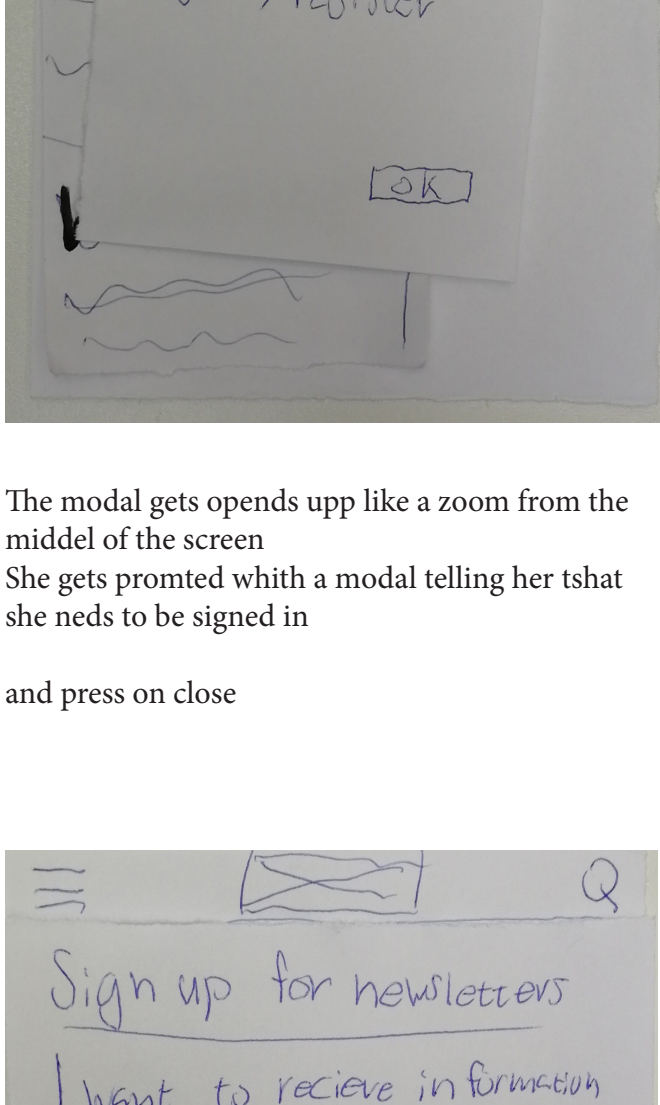 register
OK
The modal gets opends upp like a zoom from the
middel of the screen
She gets promted whith a modal telling her tshat
she neds to be signed in
and press on close
Sign up for newsletters
I want to recieve information